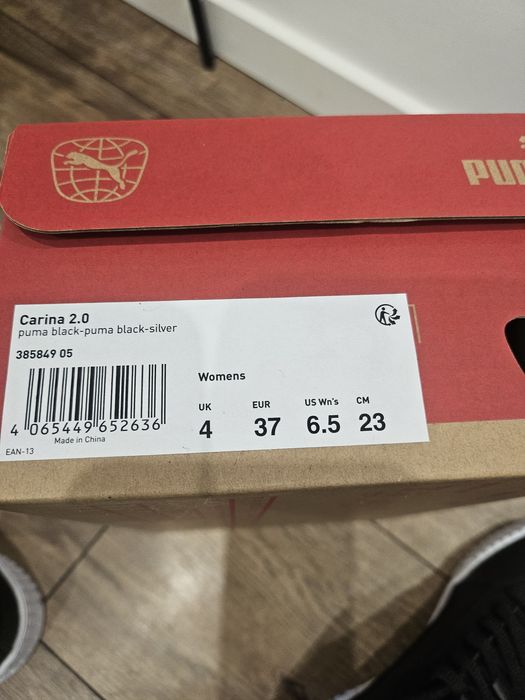 PUM
Carina 2.0
puma black-puma black-silver
385849 05
Womens
UK EUR US Wn's CM
4 37 6.5 23
4 065449 652636
Made in China
EAN-13